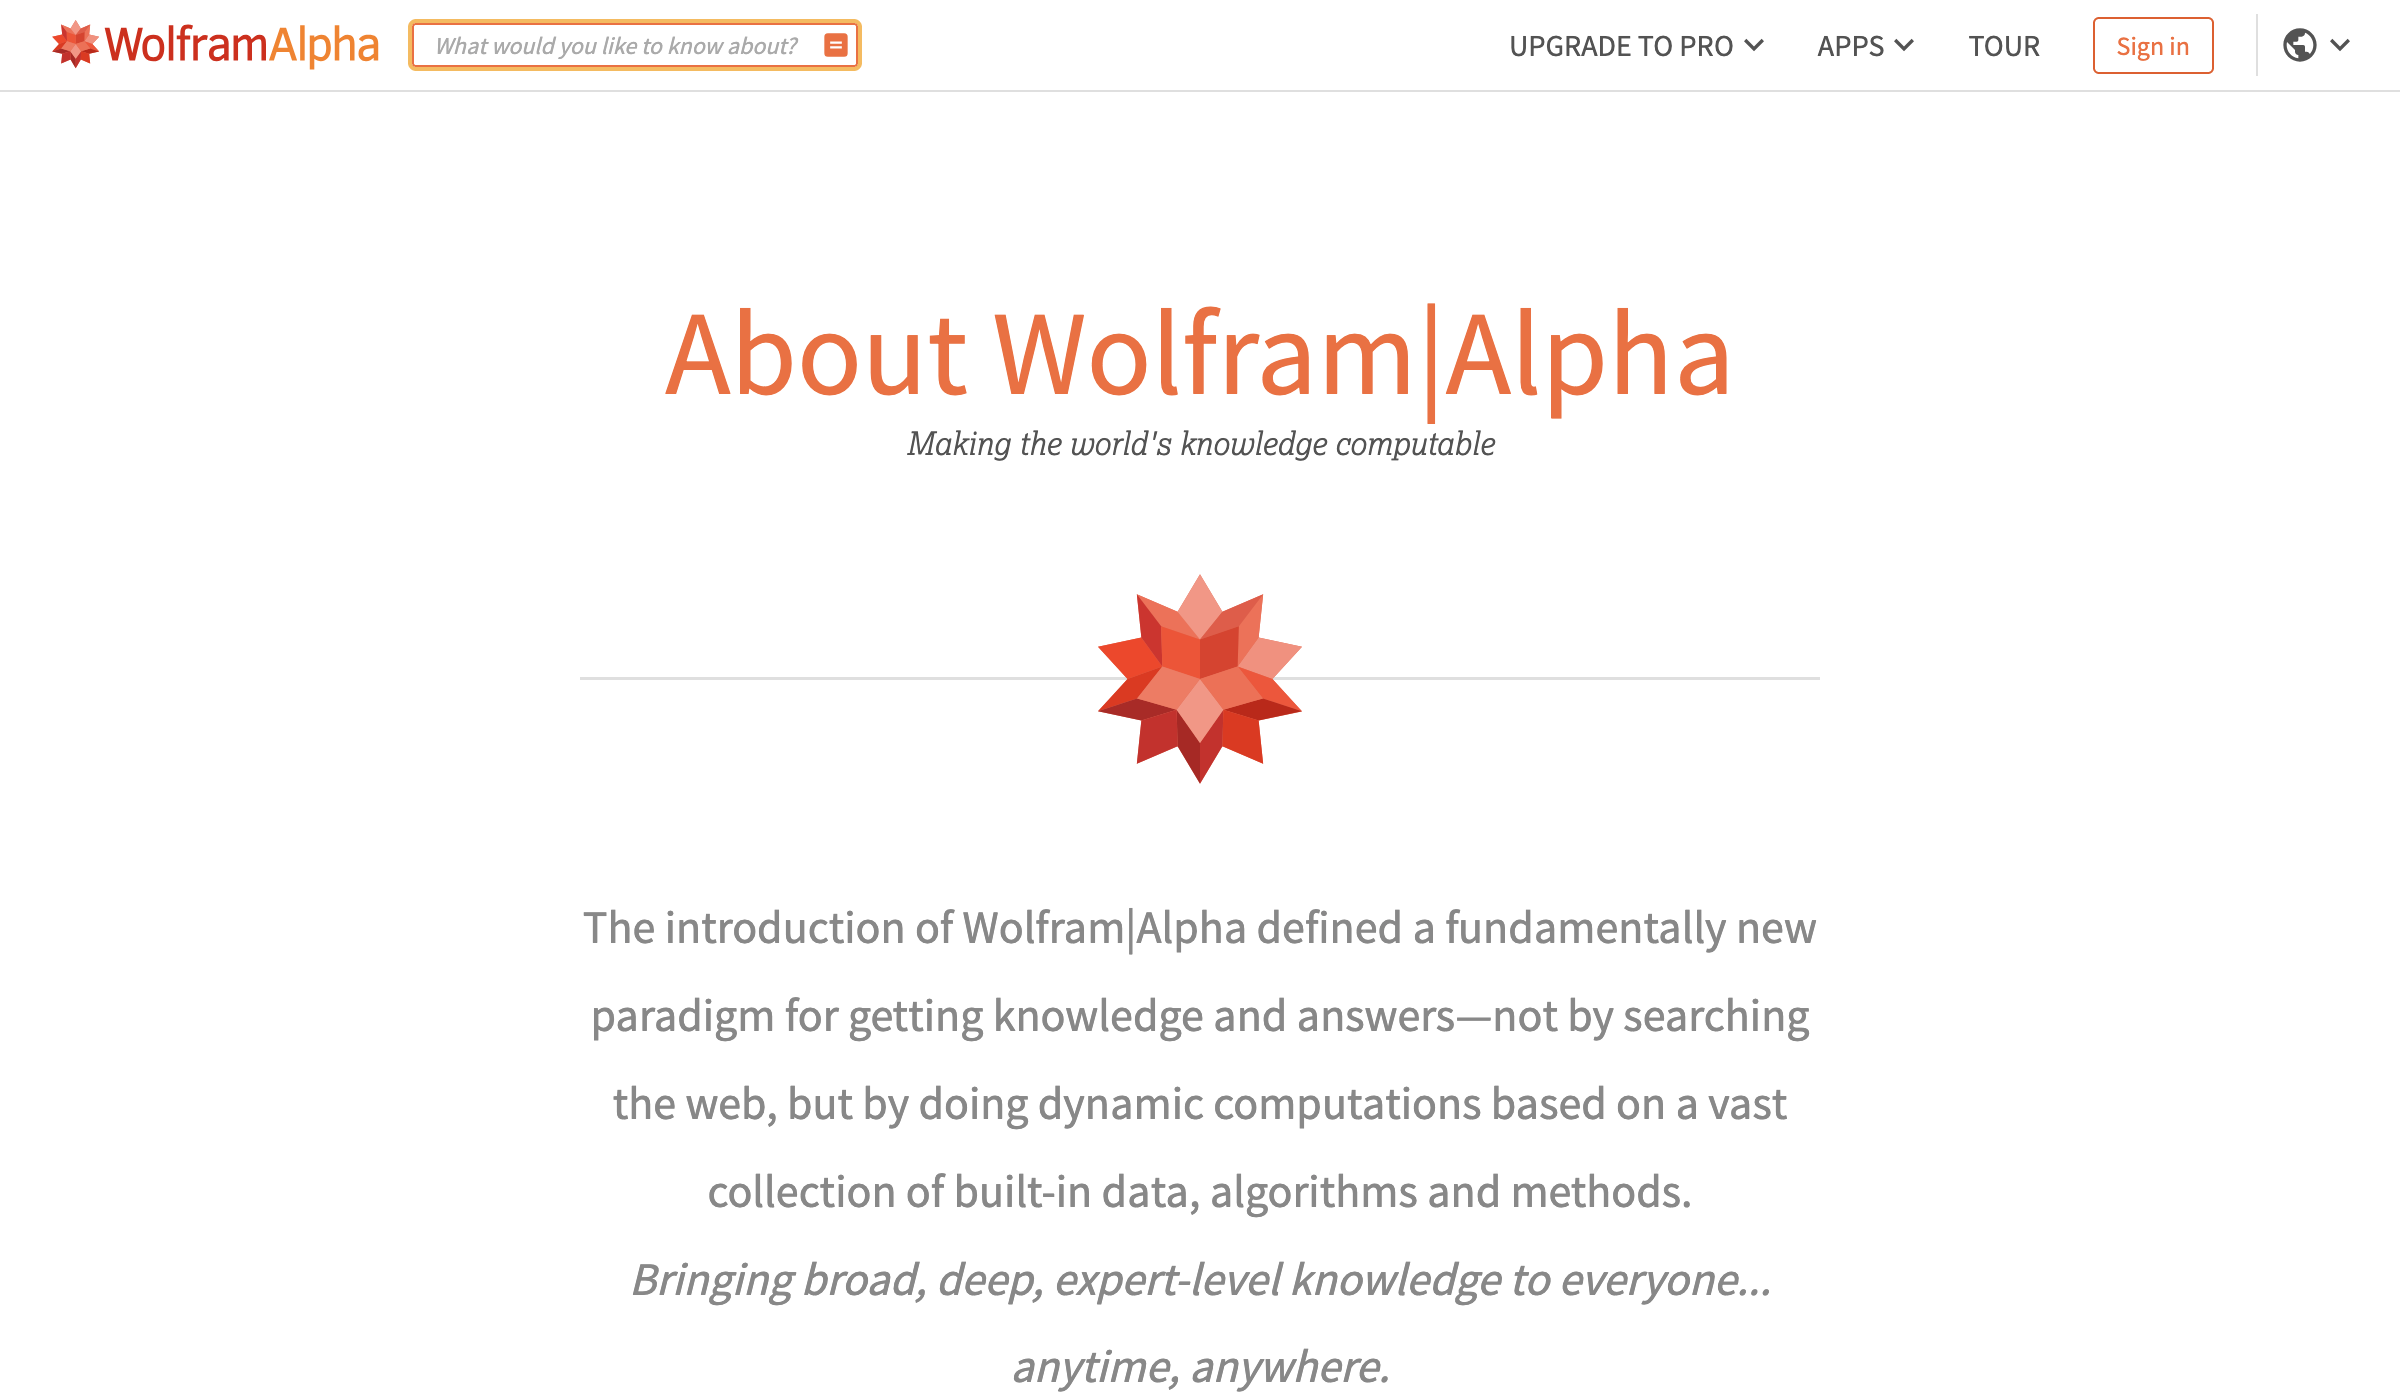 WolframAlpha
What would you like to know about?
UPGRADE TO PRO
APPS
TOUR
Sign in
About Wolfram|Alpha
Making the world's knowledge computable
The introduction of Wolfram|Alpha defined a fundamentally new
paradigm for getting knowledge and answers—not by searching
the web, but by doing dynamic computations based on a vast
collection of built-in data, algorithms and methods.
Bringing broad, deep, expert-level knowledge to everyone...
anytime, anywhere.